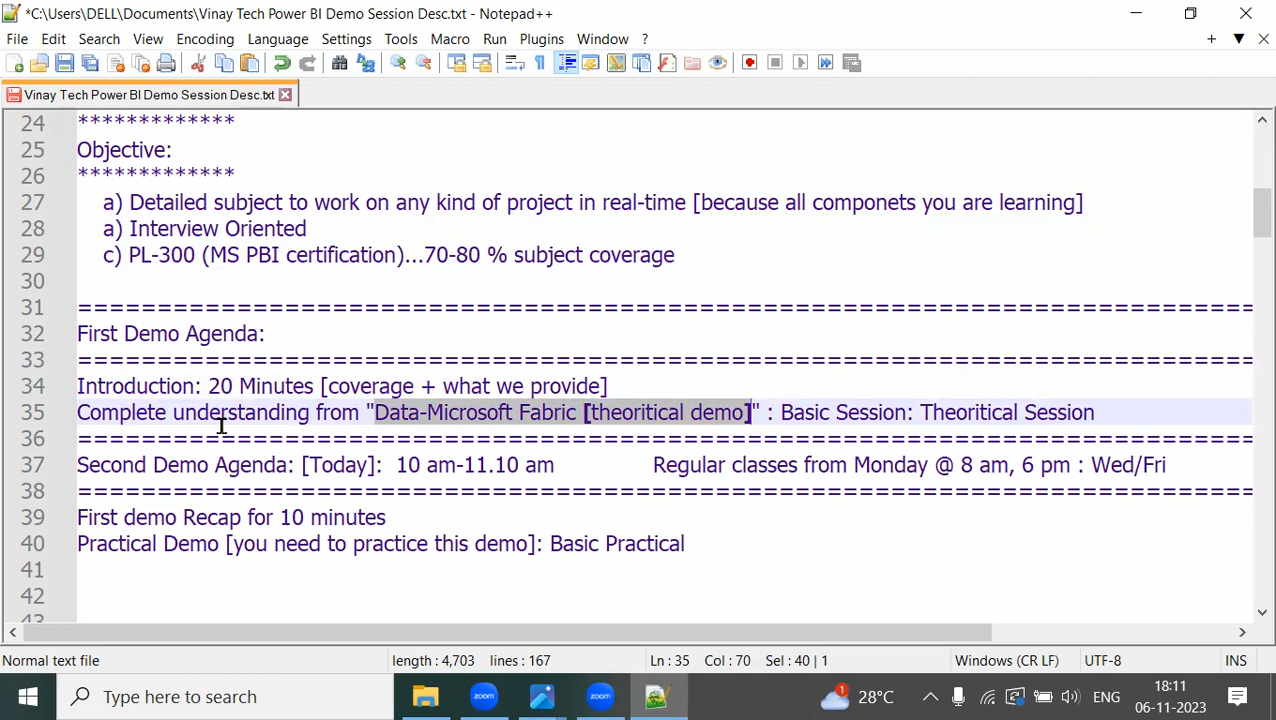 *C:\Users\DELL\Documents\Vinay Tech Power BI Demo Session Desc.txt - Notepad++
File Edit Search View Encoding Language Settings Tools Macro Run Plugins Window ?
+ ▼ X
Vinay Tech Power BI Demo Session Desc.txt
24 *************
25 Objective:
26 *************
27 a) Detailed subject to work on any kind of project in real-time [because all componets you are learning]
28 a) Interview Oriented
29 c) PL-300 (MS PBI certification)...70-80 % subject coverage
30
31 ==========================================================================
32 First Demo Agenda:
33 ==========================================================================
34 Introduction: 20 Minutes [coverage + what we provide]
35 Complete understanding from "Data-Microsoft Fabric [theoritical demo]" : Basic Session: Theoritical Session
36 ==========================================================================
37 Second Demo Agenda: [Today]: 10 am-11.10 am Regular classes from Monday @ 8 am, 6 pm : Wed/Fri
38 ==========================================================================
39 First demo Recap for 10 minutes
40 Practical Demo [you need to practice this demo]: Basic Practical
41
42
43
Normal text file length : 4,703 lines : 167 Ln : 35 Col : 70 Sel : 40 | 1 Windows (CR LF) UTF-8 INS
Type here to search zoom zoom 1 28°C ENG 18:11
06-11-2023